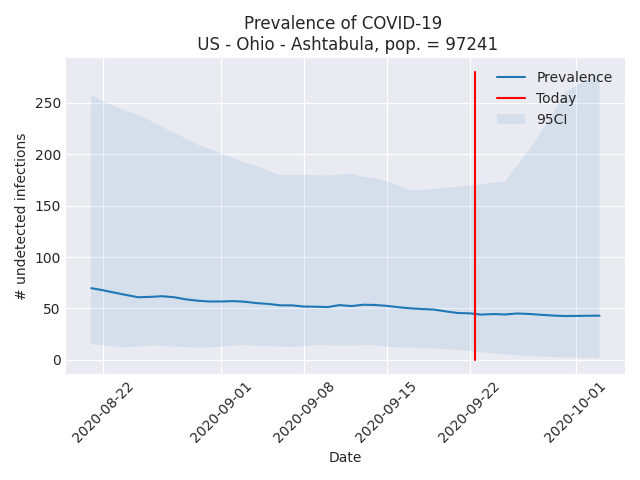 Prevalence of COVID-19
US - Ohio - Ashtabula, pop. = 97241
Prevalence
Today
95CI
# undetected infections
250
200
150
100
50
0
2020-08-22
2020-09-01
2020-09-08
2020-09-15
2020-09-22
2020-10-01
Date